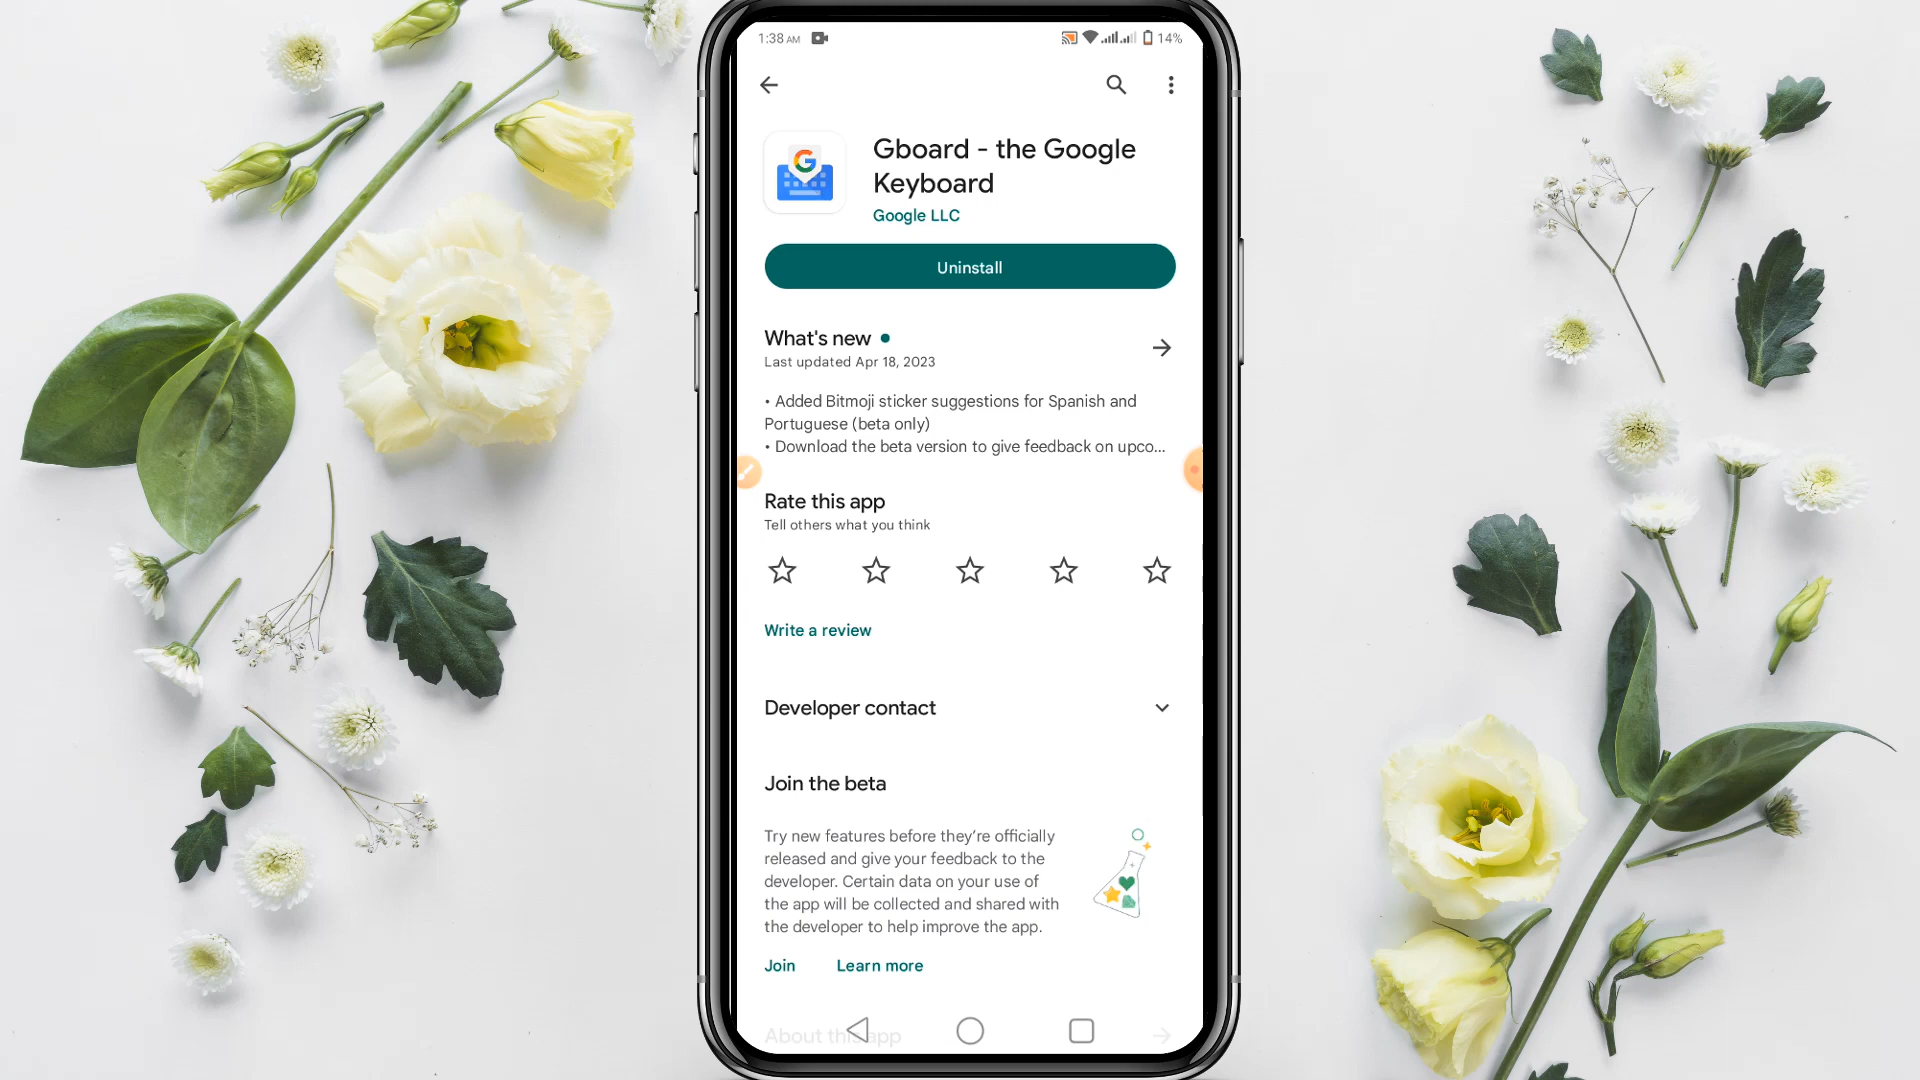 1:38 AM
14%
Gboard - the Google
Keyboard
Google LLC
Uninstall
What's new
Last updated Apr 18, 2023
• Added Bitmoji sticker suggestions for Spanish and
Portuguese (beta only)
• Download the beta version to give feedback on upco...
Rate this app
Tell others what you think
Write a review
Developer contact
Join the beta
Try new features before they're officially
released and give your feedback to the
developer. Certain data on your use of
the app will be collected and shared with
the developer to help improve the app.
Join Learn more
About this app